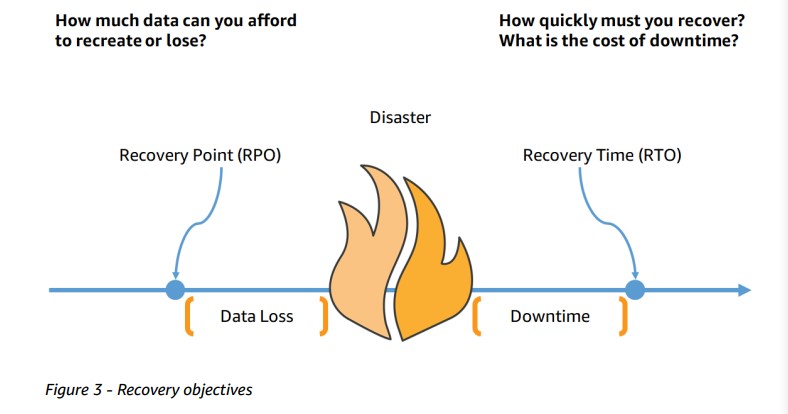 How much data can you afford
to recreate or lose?
How quickly must you recover?
What is the cost of downtime?
Disaster
Recovery Point (RPO)
Recovery Time (RTO)
Data Loss
Downtime
Figure 3 - Recovery objectives